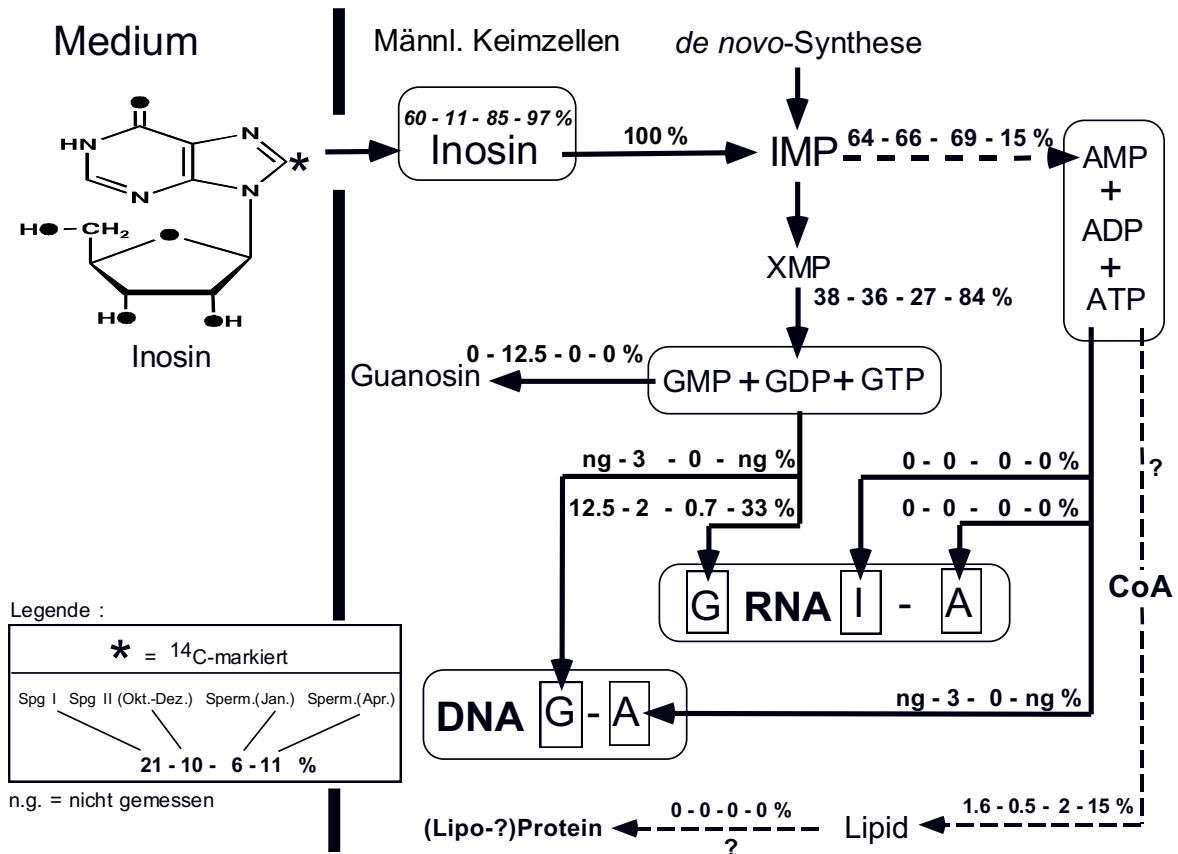 Medium
Männl. Keimzellen
de novo-Synthese
60 - 11 - 85 - 97 %
Inosin
100 %
IMP
64 - 66 - 69 - 15 %
AMP
+
ADP
+
ATP
HN
N
N
N
*
HO - CH2
HO
OH
Inosin
XMP
38 - 36 - 27 - 84 %
0 - 12.5 - 0 - 0 %
Guanosin
GMP + GDP + GTP
ng - 3 - 0 - ng %
12.5 - 2 - 0.7 - 33 %
0 - 0 - 0 - 0 %
0 - 0 - 0 - 0 %
?
CoA
G RNA I - A
DNA G - A
ng - 3 - 0 - ng %
Legende :
* = 14C-markiert
Spg I Spg II (Okt.-Dez.) Sperm.(Jan.) Sperm.(Apr.)
21 - 10 - 6 - 11 %
n.g. = nicht gemessen
(Lipo-?)Protein
0 - 0 - 0 - 0 %
?
Lipid
1.6 - 0.5 - 2 - 15 %